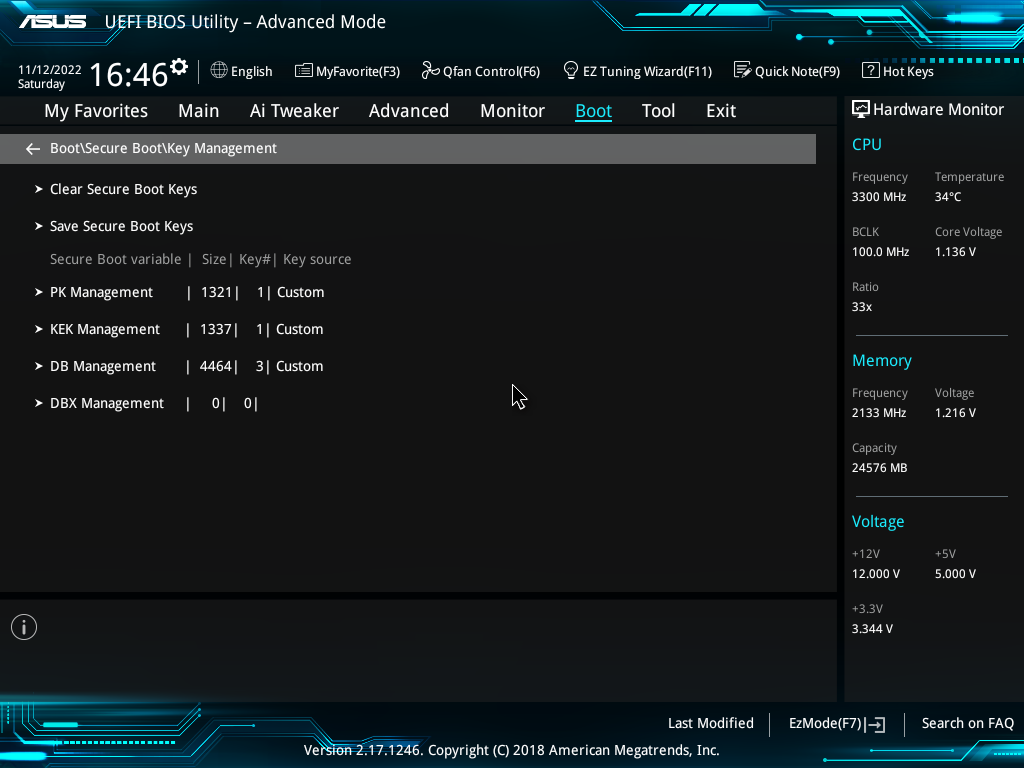 ASUS UEFI BIOS Utility – Advanced Mode
11/12/2022
Saturday
16:46
English
MyFavorite(F3)
Qfan Control(F6)
EZ Tuning Wizard(F11)
Quick Note(F9)
? Hot Keys
My Favorites Main Ai Tweaker Advanced Monitor Boot Tool Exit
Boot\Secure Boot\Key Management
Clear Secure Boot Keys
Save Secure Boot Keys
Secure Boot variable | Size| Key#| Key source
PK Management | 1321| 1| Custom
KEK Management | 1337| 1| Custom
DB Management | 4464| 3| Custom
DBX Management | 0| 0|
Hardware Monitor
CPU
Frequency Temperature
3300 MHz 34°C
BCLK Core Voltage
100.0 MHz 1.136 V
Ratio
33x
Memory
Frequency Voltage
2133 MHz 1.216 V
Capacity
24576 MB
Voltage
+12V +5V
12.000 V 5.000 V
+3.3V
3.344 V
Last Modified
EzMode(F7)
Search on FAQ
Version 2.17.1246. Copyright (C) 2018 American Megatrends, Inc.